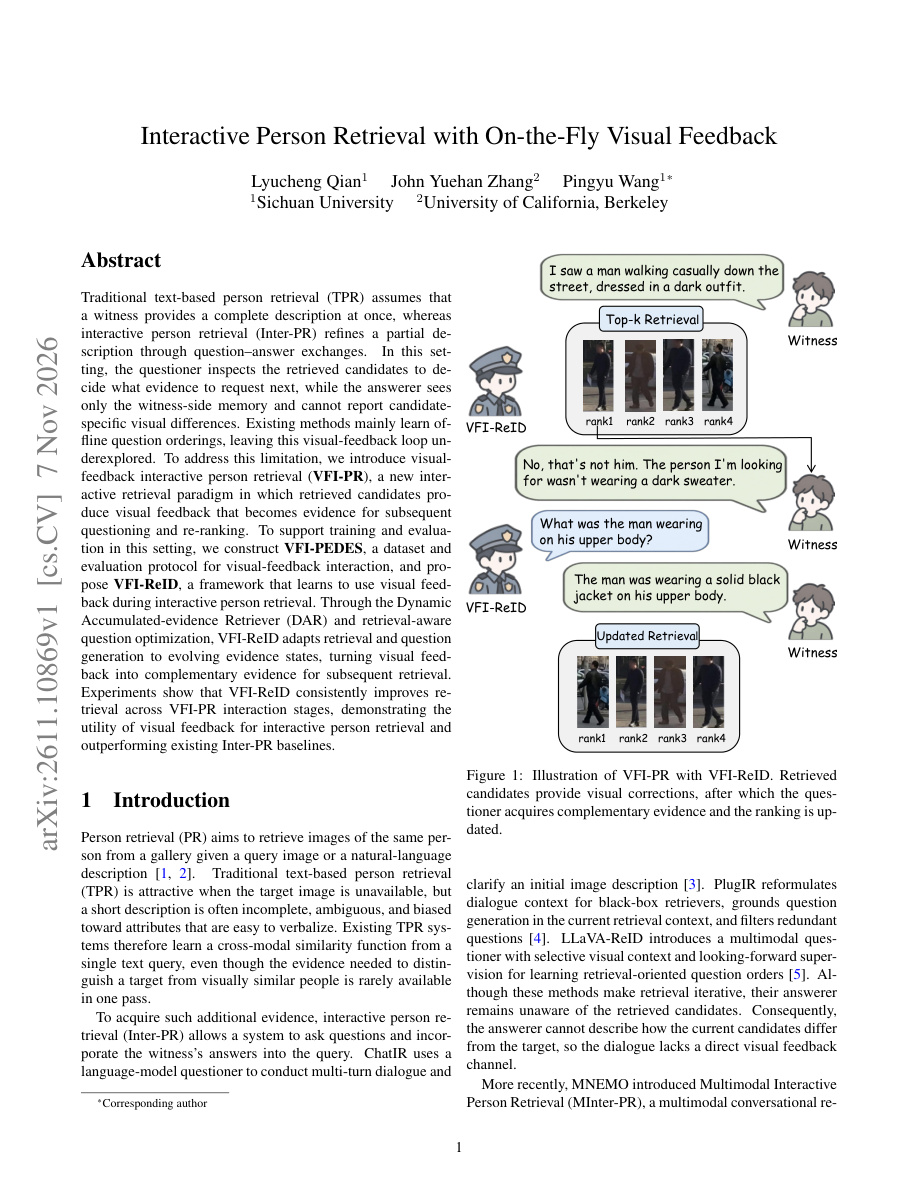 Interactive Person Retrieval with On-the-Fly Visual Feedback
Lyucheng Qian1 John Yuehan Zhang2 Pingyu Wang1*
1Sichuan University 2University of California, Berkeley
arXiv:2611.10869v1 [cs.CV] 7 Nov 2026
Abstract
Traditional text-based person retrieval (TPR) assumes that
a witness provides a complete description at once, whereas
interactive person retrieval (Inter-PR) refines a partial de-
scription through question–answer exchanges. In this set-
ting, the questioner inspects the retrieved candidates to de-
cide what evidence to request next, while the answerer sees
only the witness-side memory and cannot report candidate-
specific visual differences. Existing methods mainly learn of-
fline question orderings, leaving this visual-feedback loop un-
derexplored. To address this limitation, we introduce visual-
feedback interactive person retrieval (VFI-PR), a new inter-
active retrieval paradigm in which retrieved candidates pro-
duce visual feedback that becomes evidence for subsequent
questioning and re-ranking. To support training and evalua-
tion in this setting, we construct VFI-PEDES, a dataset and
evaluation protocol for visual-feedback interaction, and pro-
pose VFI-ReID, a framework that learns to use visual feed-
back during interactive person retrieval. Through the Dynamic
Accumulated-evidence Retriever (DAR) and retrieval-aware
question optimization, VFI-ReID adapts retrieval and question
generation to evolving evidence states, turning visual feed-
back into complementary evidence for subsequent retrieval.
Experiments show that VFI-ReID consistently improves re-
trieval across VFI-PR interaction stages, demonstrating the
utility of visual feedback for interactive person retrieval and
outperforming existing Inter-PR baselines.
1 Introduction
Person retrieval (PR) aims to retrieve images of the same per-
son from a gallery given a query image or a natural-language
description [1, 2]. Traditional text-based person retrieval
(TPR) is attractive when the target image is unavailable, but
a short description is often incomplete, ambiguous, and biased
toward attributes that are easy to verbalize. Existing TPR sys-
tems therefore learn a cross-modal similarity function from a
single text query, even though the evidence needed to distin-
guish a target from visually similar people is rarely available
in one pass.
To acquire such additional evidence, interactive person re-
trieval (Inter-PR) allows a system to ask questions and incor-
porate the witness's answers into the query. ChatIR uses a
language-model questioner to conduct multi-turn dialogue and
*Corresponding author
I saw a man walking casually down the
street, dressed in a dark outfit.
Witness
Top-k Retrieval
rank1 rank2 rank3 rank4
VFI-ReID
No, that's not him. The person I'm looking
for wasn't wearing a dark sweater.
Witness
What was the man wearing
on his upper body?
VFI-ReID
The man was wearing a solid black
jacket on his upper body.
Witness
Updated Retrieval
rank1 rank2 rank3 rank4
Figure 1: Illustration of VFI-PR with VFI-ReID. Retrieved
candidates provide visual corrections, after which the ques-
tioner acquires complementary evidence and the ranking is up-
dated.
clarify an initial image description [3]. PlugIR reformulates
dialogue context for black-box retrievers, grounds question
generation in the current retrieval context, and filters redundant
questions [4]. LLaVA-ReID introduces a multimodal ques-
tioner with selective visual context and looking-forward super-
vision for learning retrieval-oriented question orders [5]. Al-
though these methods make retrieval iterative, their answerer
remains unaware of the retrieved candidates. Consequently,
the answerer cannot describe how the current candidates differ
from the target, so the dialogue lacks a direct visual feedback
channel.
More recently, MNEMO introduced Multimodal Interactive
Person Retrieval (MInter-PR), a multimodal conversational re-
1